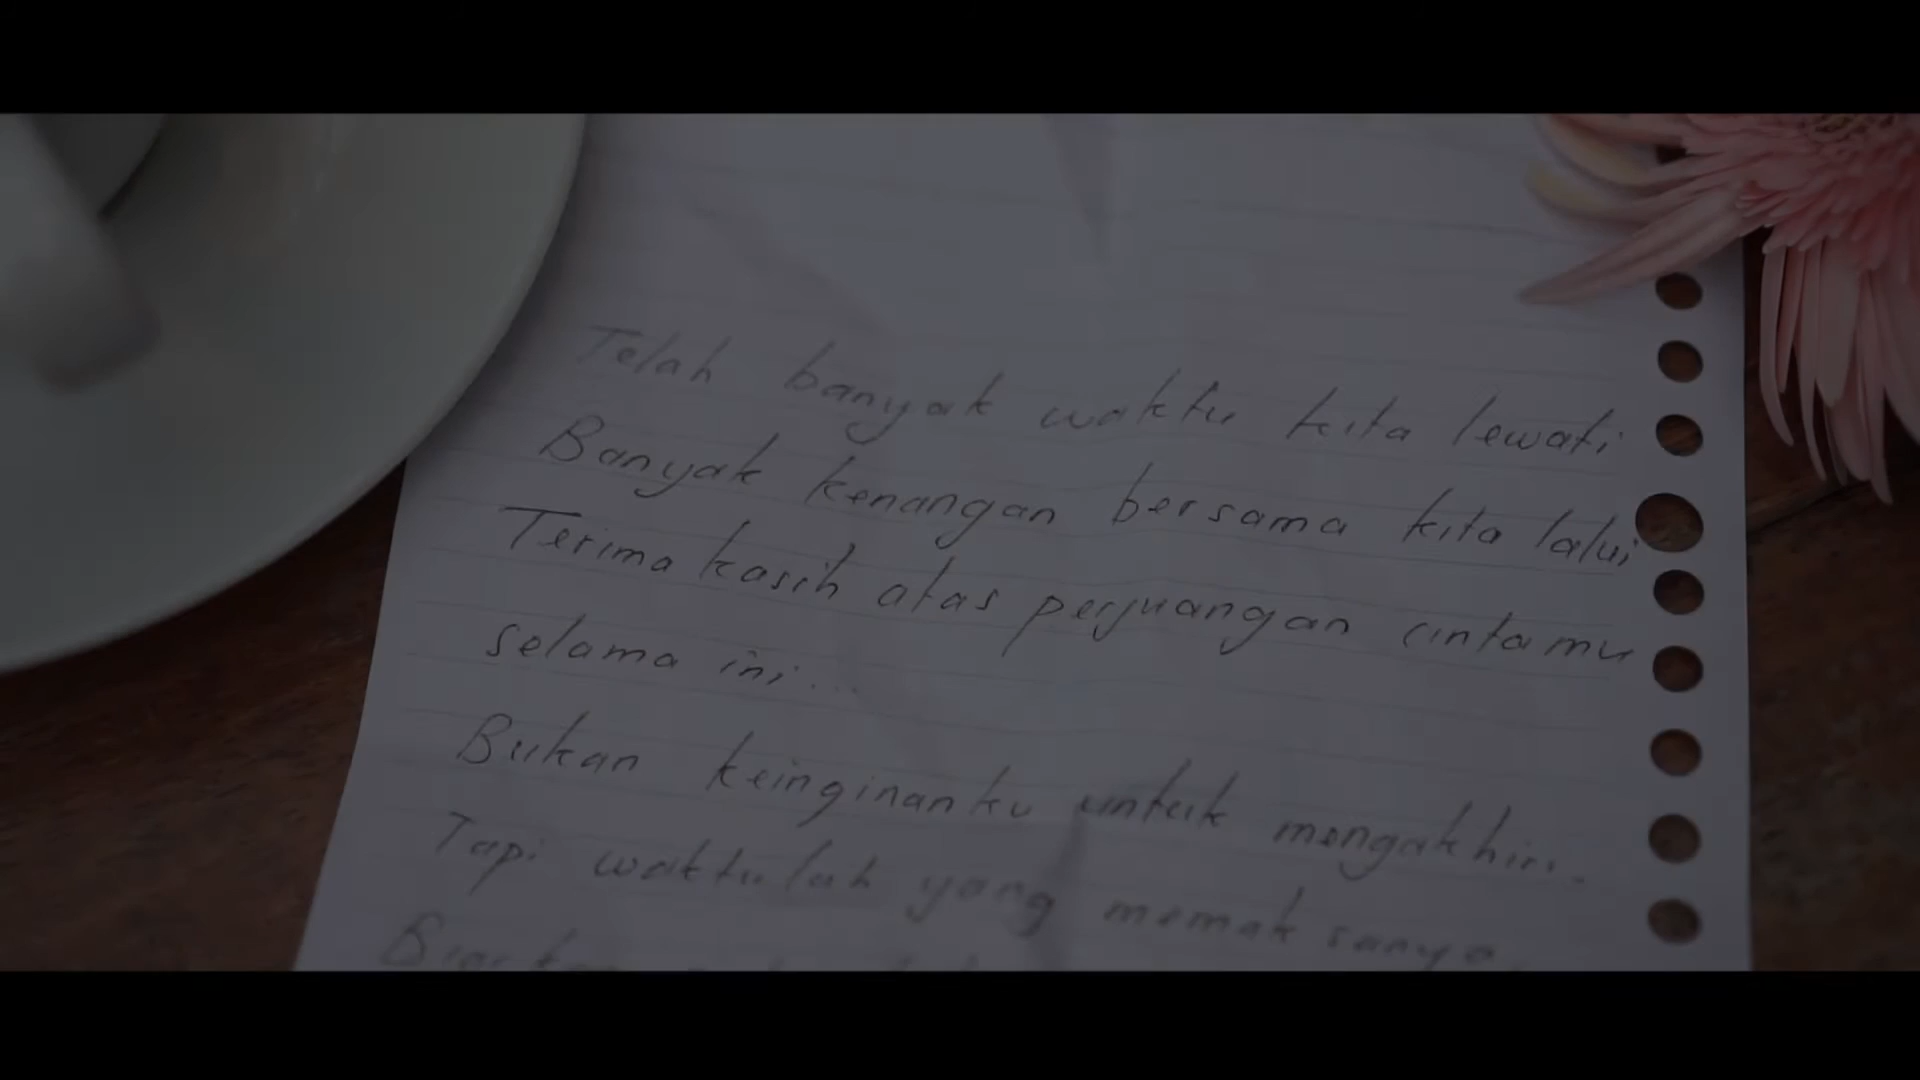 Telah banyak waktu kita lewati
Banyak kenangan bersama kita lalui
Terima kasih atas perjuangan cintamu
selama ini...
Bukan keinginanku untuk mengakhiri..
Tapi waktulah yang memaksanya.